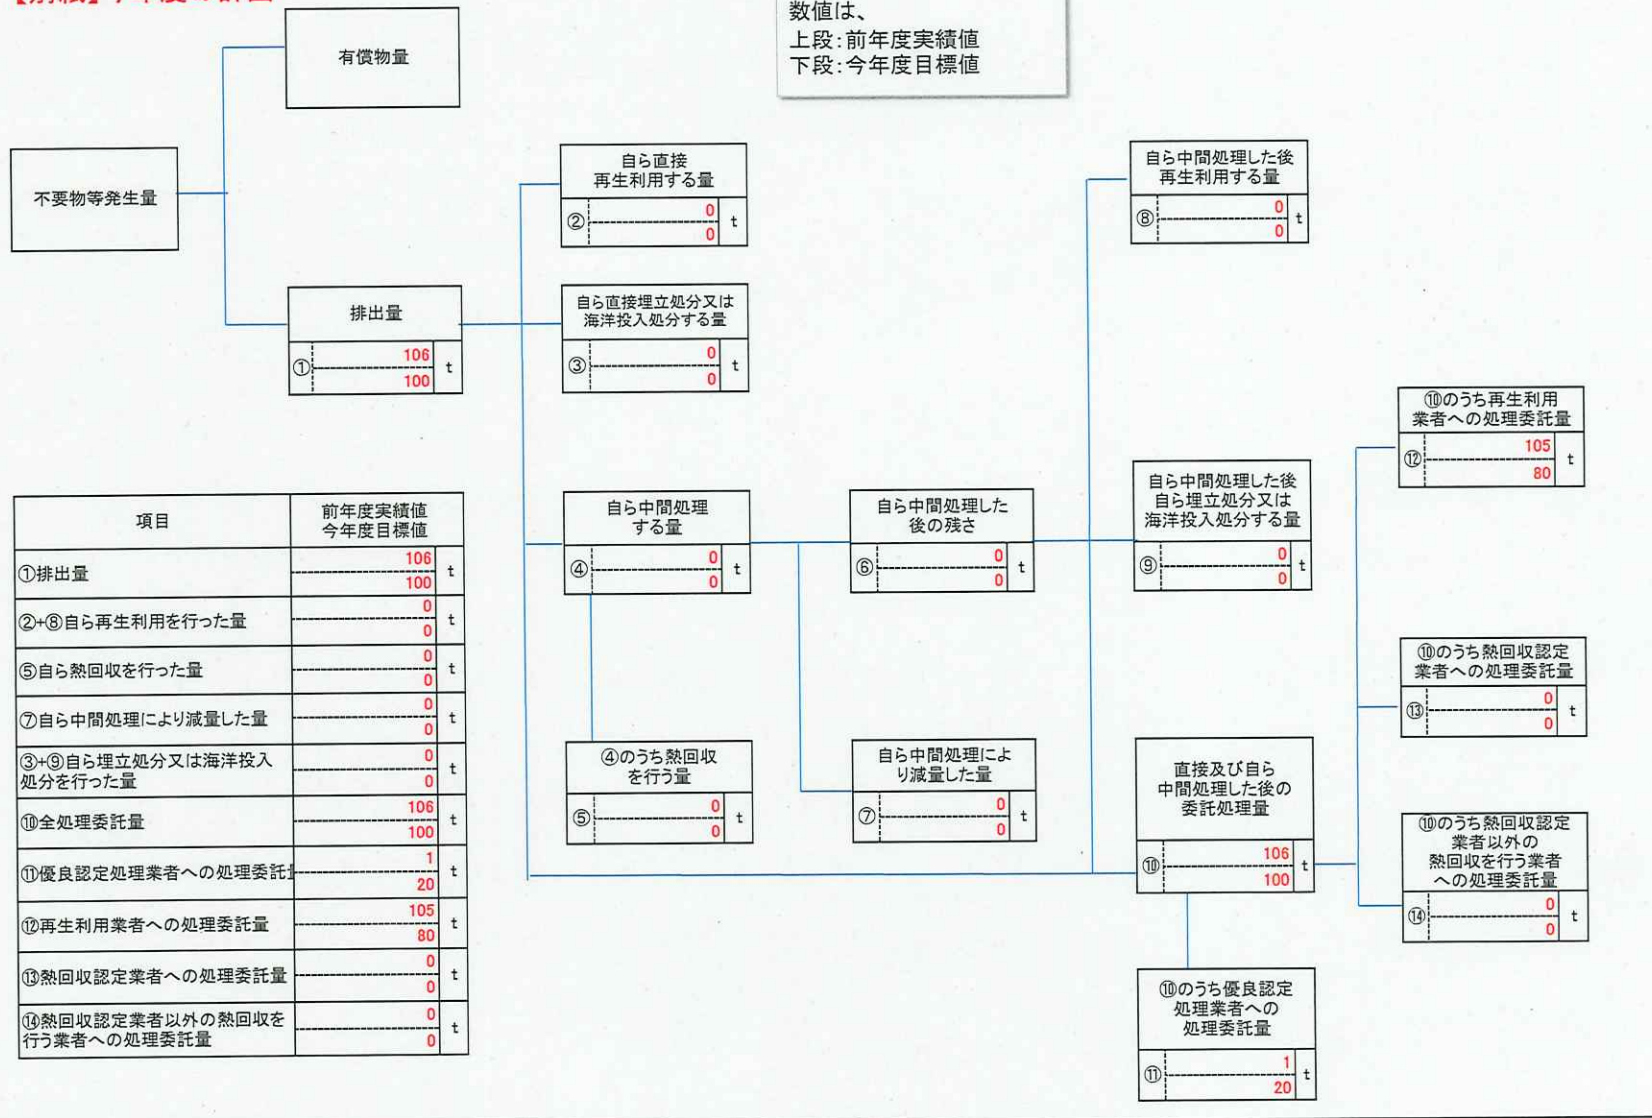 数値は、
上段：前年度実績値
下段：今年度目標値
有償物量
不要物等発生量
排出量
①
106
100
t
自ら直接
再生利用する量
②
0
0
t
自ら直接埋立処分又は
海洋投入処分する量
③
0
0
t
自ら中間処理
する量
④
0
0
t
④のうち熱回収
を行う量
⑤
0
0
t
自ら中間処理した
後の残さ
⑥
0
0
t
自ら中間処理によ
り減量した量
⑦
0
0
t
自ら中間処理した後
再生利用する量
⑧
0
0
t
自ら中間処理した後
自ら埋立処分又は
海洋投入処分する量
⑨
0
0
t
直接及び自ら
中間処理した後の
委託処理量
⑩
106
100
t
⑩のうち優良認定
処理業者への
処理委託量
⑪
1
20
t
⑩のうち再生利用
業者への処理委託量
⑫
105
80
t
⑩のうち熱回収認定
業者への処理委託量
⑬
0
0
t
⑩のうち熱回収認定
業者以外の
熱回収を行う業者
への処理委託量
⑭
0
0
t
項目
前年度実績値
今年度目標値
①排出量
106
100
t
②+⑧自ら再生利用を行った量
0
0
t
⑤自ら熱回収を行った量
0
0
t
⑦自ら中間処理により減量した量
0
0
t
③+⑨自ら埋立処分又は海洋投入
処分を行った量
0
0
t
⑩全処理委託量
106
100
t
⑪優良認定処理業者への処理委託
1
20
t
⑫再生利用業者への処理委託量
105
80
t
⑬熱回収認定業者への処理委託量
0
0
t
⑭熱回収認定業者以外の熱回収を
行う業者への処理委託量
0
0
t